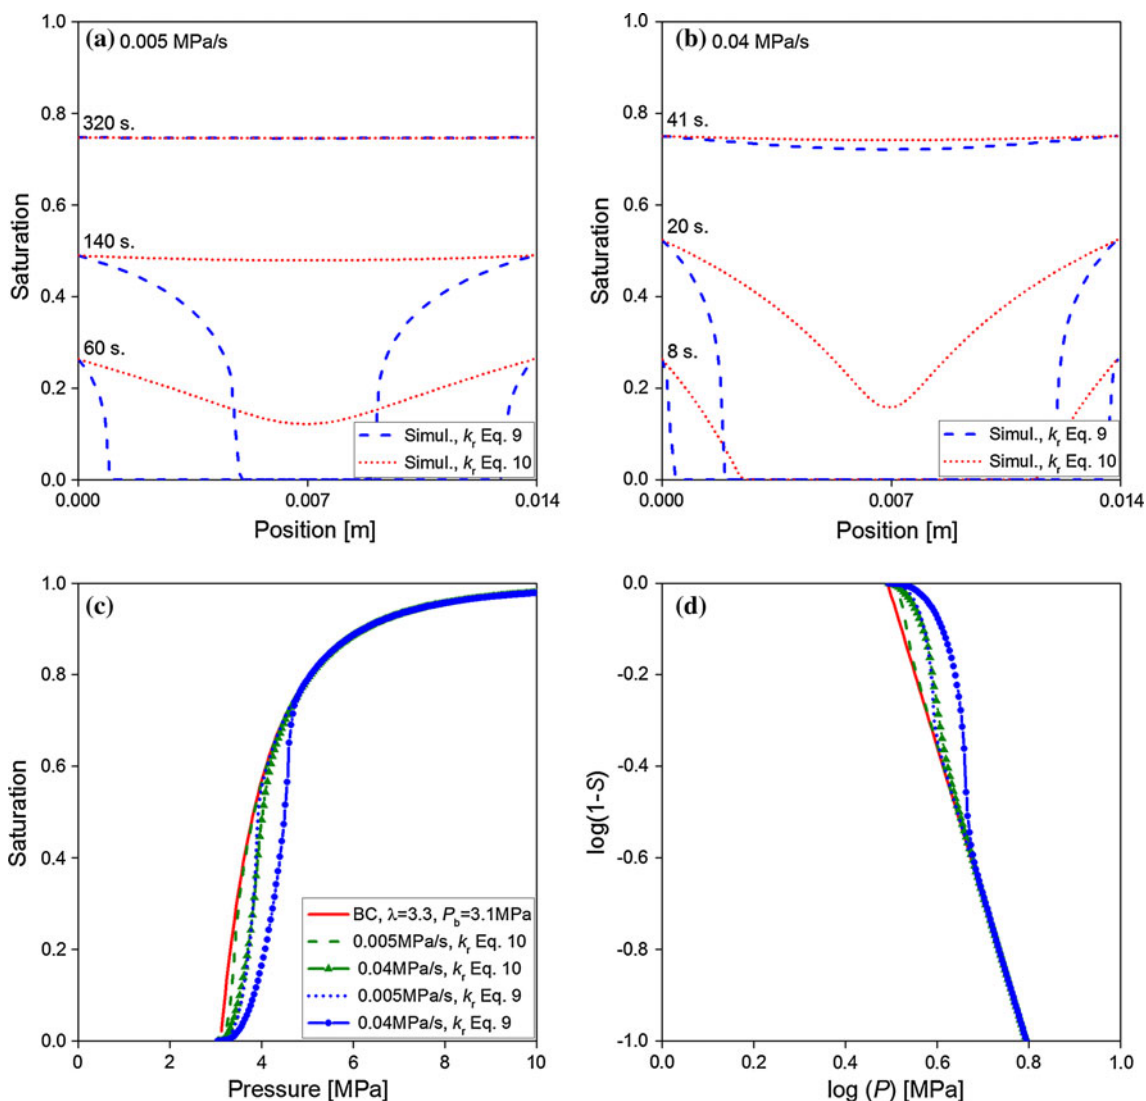 (a) 0.005 MPa/s
1.0
0.8
0.6
0.4
0.2
0.0
Saturation
320 s.
140 s.
60 s.
Simul., kr Eq. 9
Simul., kr Eq. 10
0.000
0.007
0.014
Position [m]
(b) 0.04 MPa/s
1.0
0.8
0.6
0.4
0.2
0.0
Saturation
41 s.
20 s.
8 s.
Simul., kr Eq. 9
Simul., kr Eq. 10
0.000
0.007
0.014
Position [m]
(c)
1.0
0.8
0.6
0.4
0.2
0.0
Saturation
BC, λ=3.3, Pb=3.1MPa
0.005MPa/s, kr Eq. 10
0.04MPa/s, kr Eq. 10
0.005MPa/s, kr Eq. 9
0.04MPa/s, kr Eq. 9
0
2
4
6
8
10
Pressure [MPa]
(d)
0.0
-0.2
-0.4
-0.6
-0.8
-1.0
log(1-S)
0.0
0.2
0.4
0.6
0.8
1.0
log (P) [MPa]